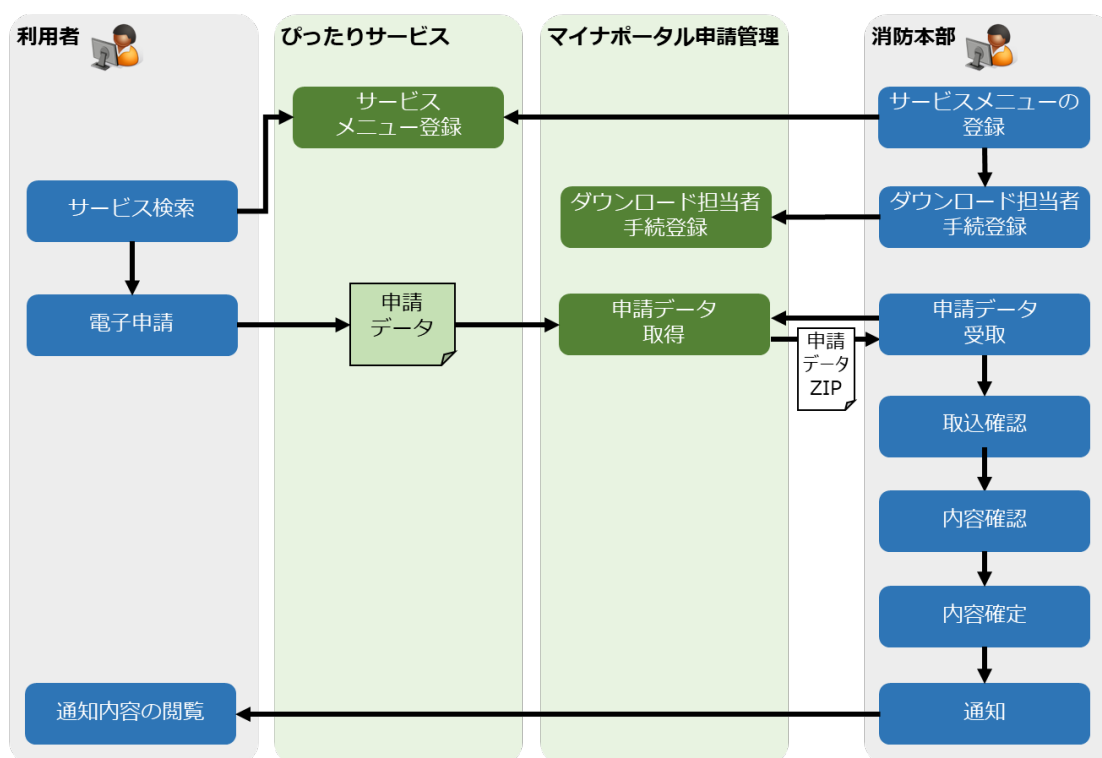 利用者
ぴったりサービス
マイナポータル申請管理
消防本部
サービス
メニュー登録
サービスメニューの
登録
サービス検索
ダウンロード担当者
手続登録
ダウンロード担当者
手続登録
電子申請
申請
データ
申請データ
取得
申請データ
受取
申請
データ
ZIP
取込確認
内容確認
内容確定
通知内容の閲覧
通知